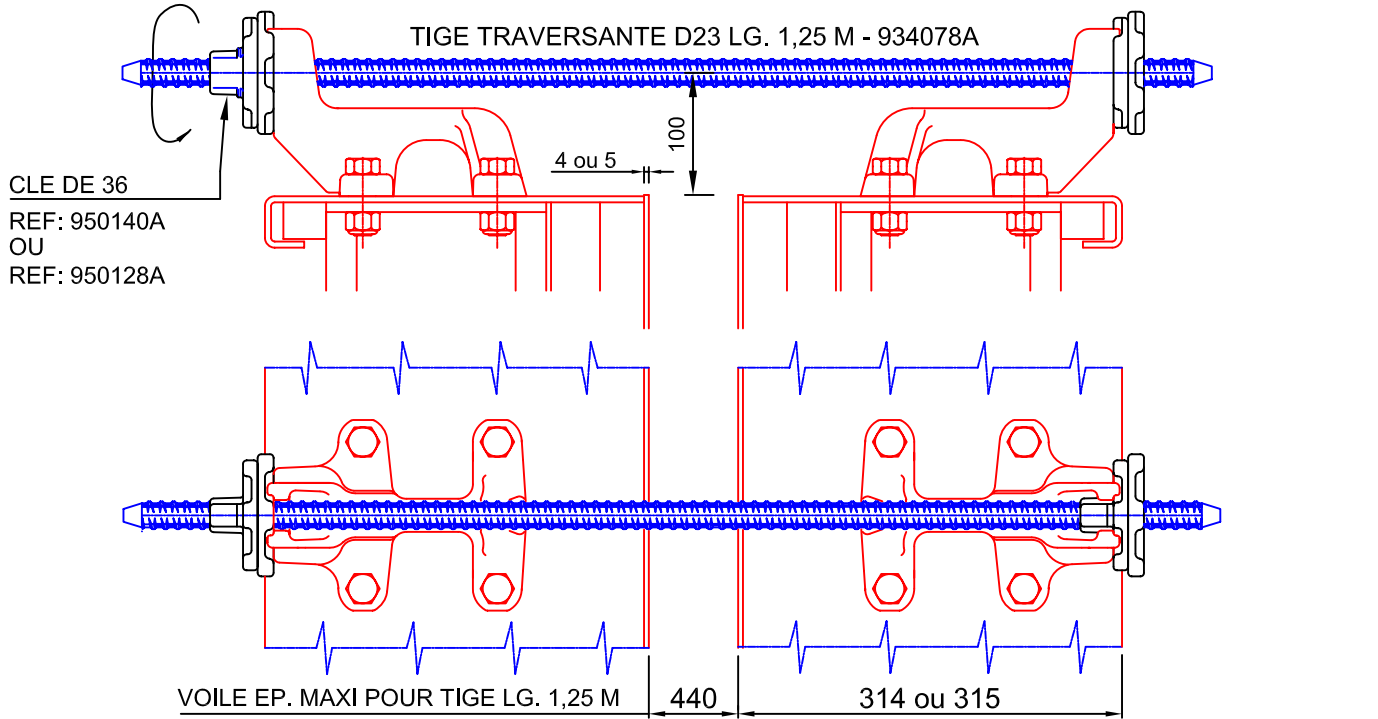 TIGE TRAVERSANTE D23 LG. 1,25 M - 934078A
100
4 ou 5
CLE DE 36
REF: 950140A
OU
REF: 950128A
VOILE EP. MAXI POUR TIGE LG. 1,25 M
440
314 ou 315